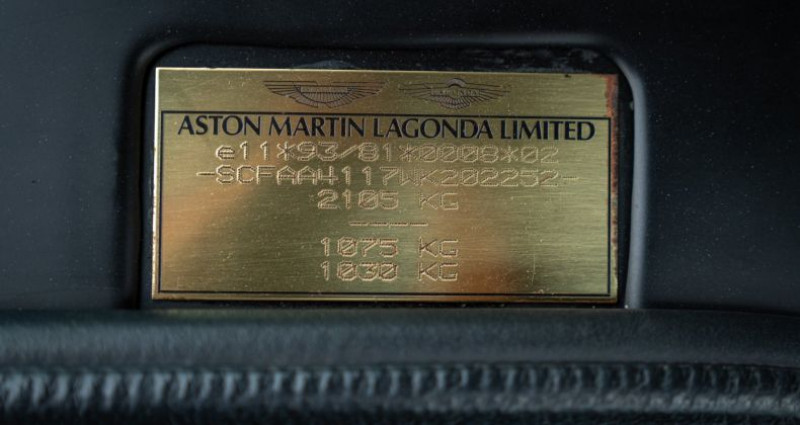 ASTON MARTIN LAGONDA LIMITED
e11*93/81*0008*02
-SCFAA4117WK202252-
2105 KG
----
1075 KG
1030 KG